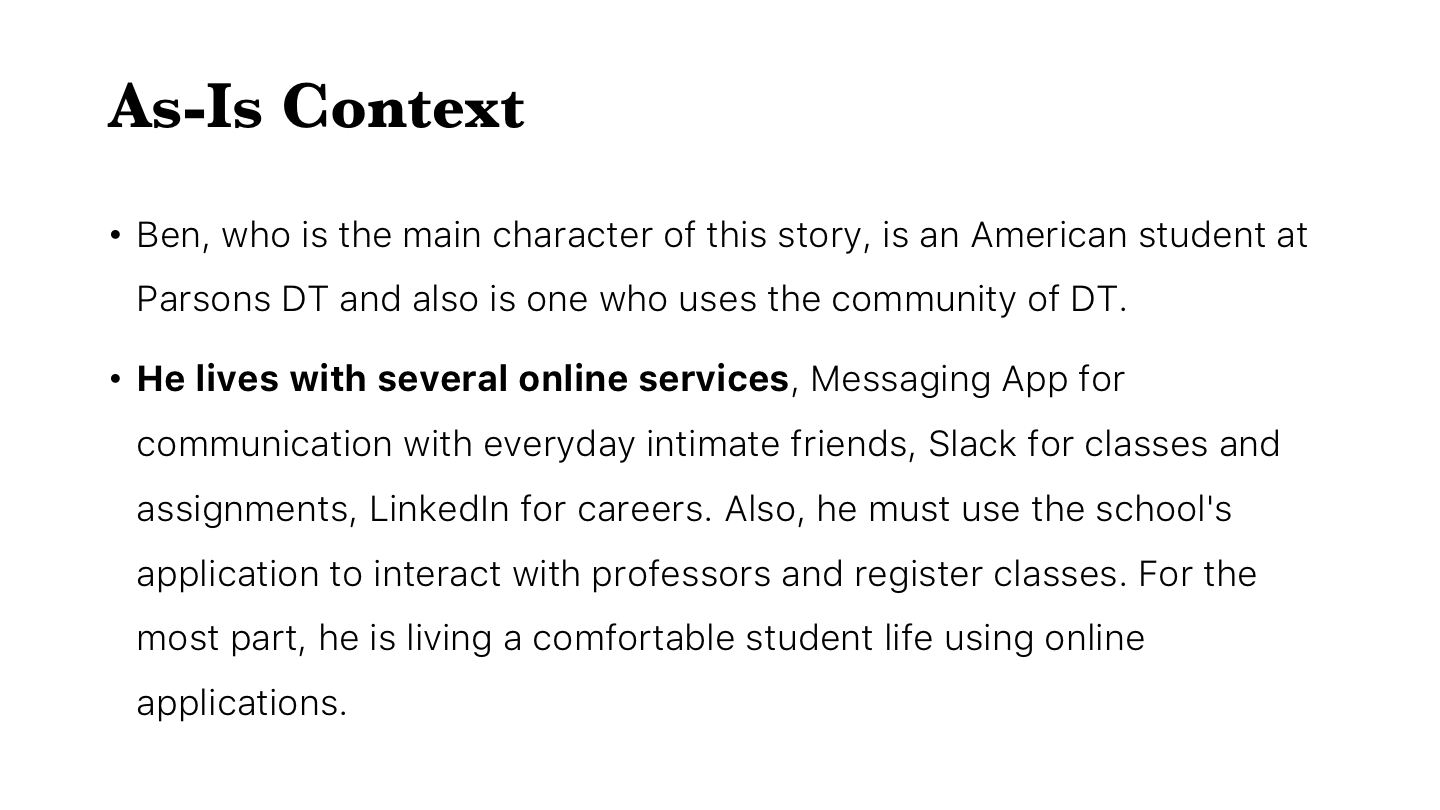 As-Is Context
• Ben, who is the main character of this story, is an American student at
Parsons DT and also is one who uses the community of DT.
• He lives with several online services, Messaging App for
communication with everyday intimate friends, Slack for classes and
assignments, LinkedIn for careers. Also, he must use the school's
application to interact with professors and register classes. For the
most part, he is living a comfortable student life using online
applications.